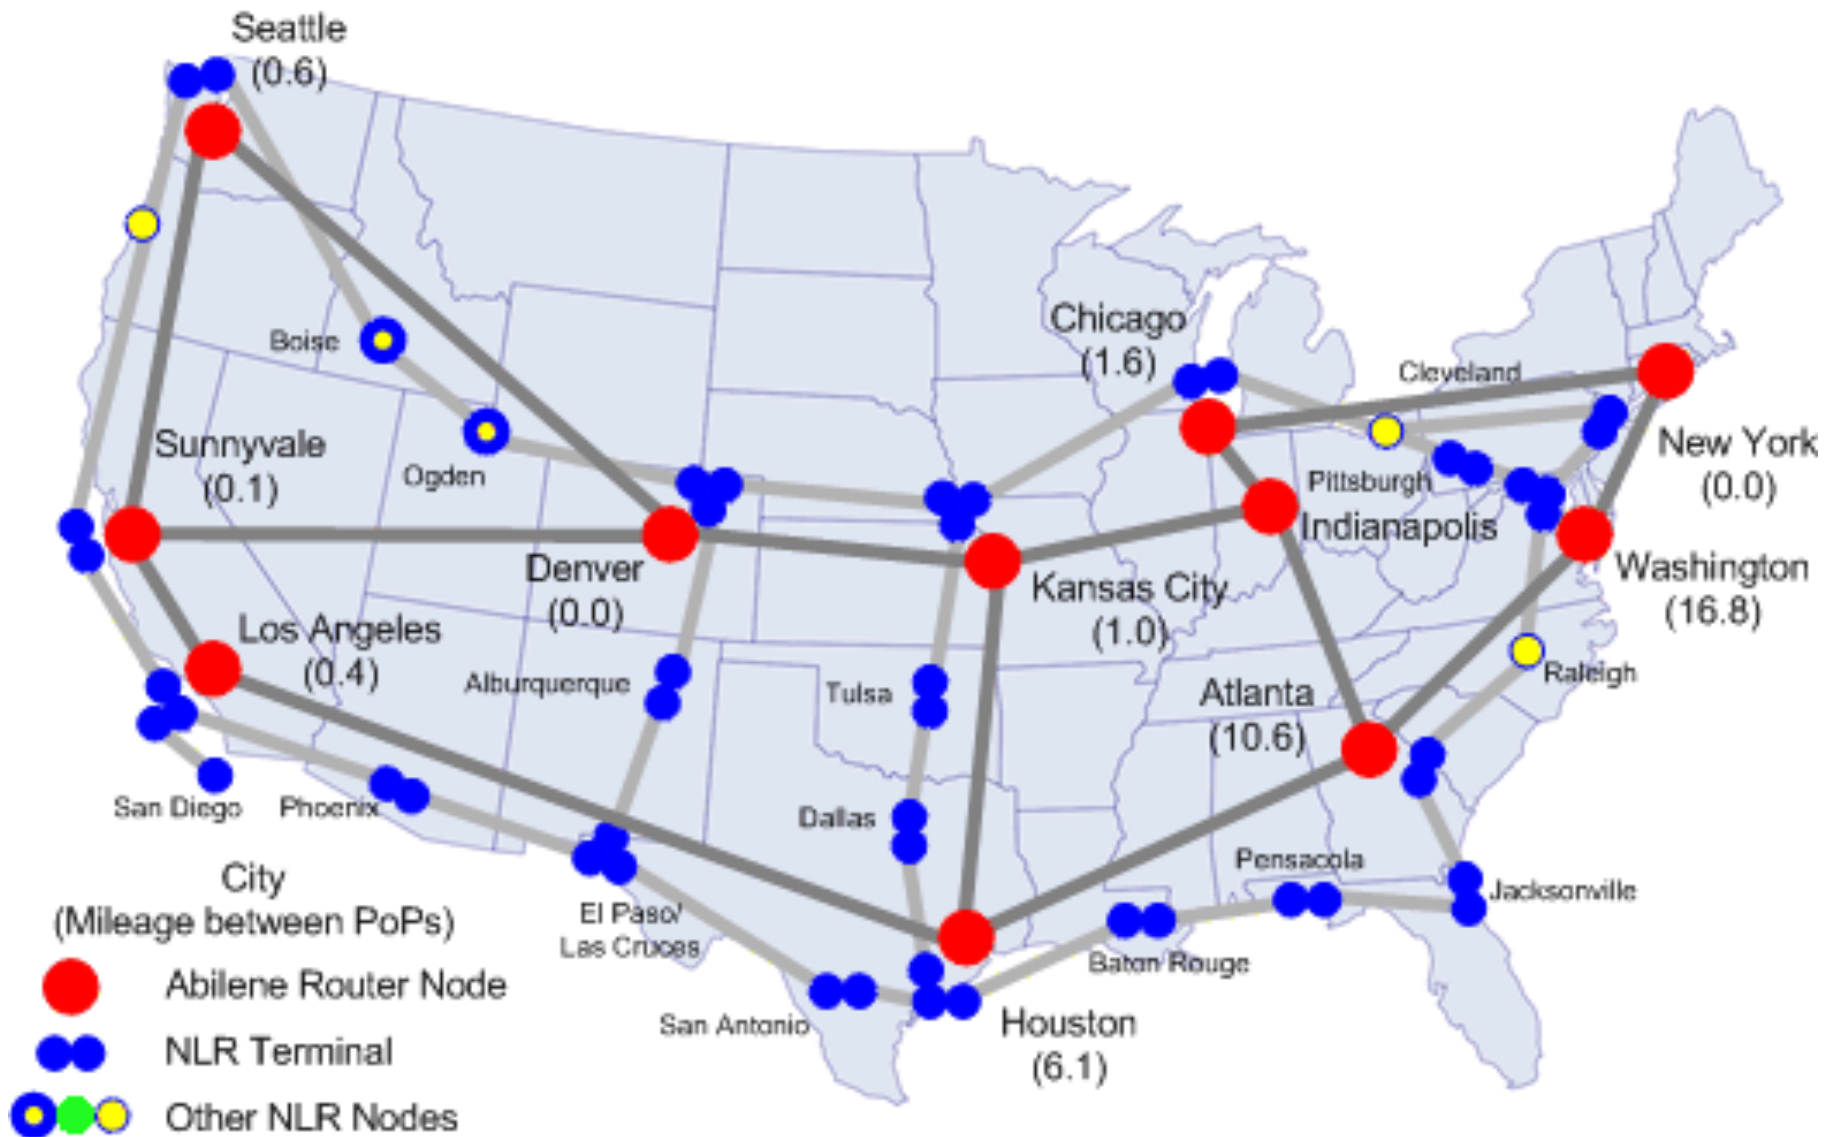 Seattle
(0.6)
Chicago
(1.6)
Boise
Cleveland
Sunnyvale
(0.1)
Ogden
New York
(0.0)
Pittsburgh
Indianapolis
Denver
(0.0)
Kansas City
(1.0)
Washington
(16.8)
Los Angeles
(0.4)
Alburquerque
Tulsa
Atlanta
(10.6)
Raleigh
San Diego
Phoenix
Dallas
Pensacola
Jacksonville
El Paso/
Las Cruces
Baton Rouge
San Antonio
Houston
(6.1)
City
(Mileage between PoPs)
Abilene Router Node
NLR Terminal
Other NLR Nodes